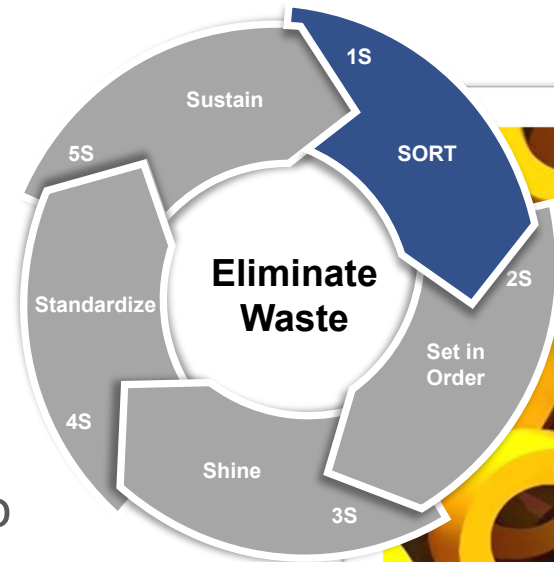 1S
SORT
2S
Set in
Order
3S
Shine
4S
Standardize
5S
Sustain
Eliminate
Waste